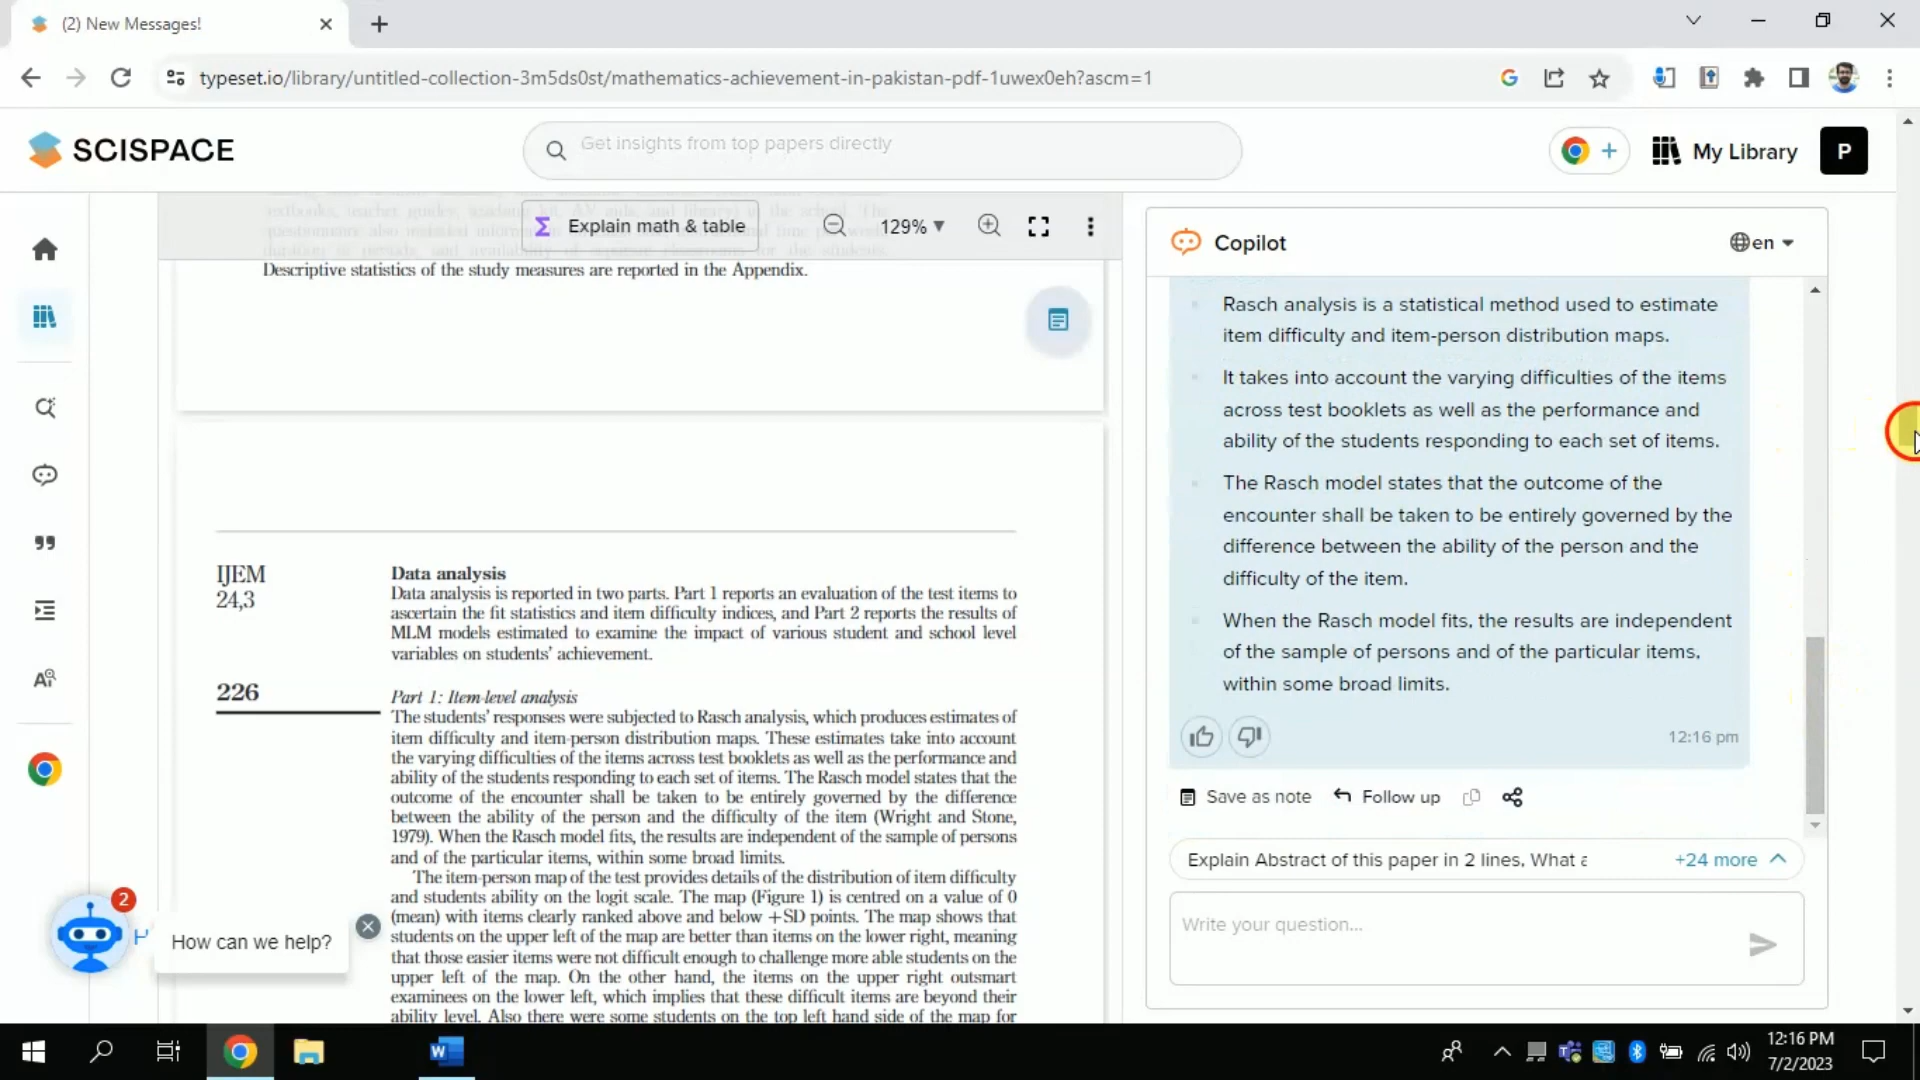 (2) New Messages!
typeset.io/library/untitled-collection-3m5ds0st/mathematics-achievement-in-pakistan-pdf-1uwex0eh?ascm=1
SCISPACE
Get insights from top papers directly
My Library
P
textbooks, teacher guides,
Explain math & table
129%
Descriptive statistics of the study measures are reported in the Appendix.
IJEM
24,3
226
Data analysis
Data analysis is reported in two parts. Part 1 reports an evaluation of the test items to
ascertain the fit statistics and item difficulty indices, and Part 2 reports the results of
MLM models estimated to examine the impact of various student and school level
variables on students' achievement.
Part 1: Item-level analysis
The students' responses were subjected to Rasch analysis, which produces estimates of
item difficulty and item-person distribution maps. These estimates take into account
the varying difficulties of the items across test booklets as well as the performance and
ability of the students responding to each set of items. The Rasch model states that the
outcome of the encounter shall be taken to be entirely governed by the difference
between the ability of the person and the difficulty of the item (Wright and Stone,
1979). When the Rasch model fits, the results are independent of the sample of persons
and of the particular items, within some broad limits.
The item-person map of the test provides details of the distribution of item difficulty
and students ability on the logit scale. The map (Figure 1) is centred on a value of 0
(mean) with items clearly ranked above and below +SD points. The map shows that
students on the upper left of the map are better than items on the lower right, meaning
that those easier items were not difficult enough to challenge more able students on the
upper left of the map. On the other hand, the items on the upper right outsmart
examinees on the lower left, which implies that these difficult items are beyond their
ability level. Also there were some students on the top left hand side of the map for
Copilot
en
Rasch analysis is a statistical method used to estimate
item difficulty and item-person distribution maps.
It takes into account the varying difficulties of the items
across test booklets as well as the performance and
ability of the students responding to each set of items.
The Rasch model states that the outcome of the
encounter shall be taken to be entirely governed by the
difference between the ability of the person and the
difficulty of the item.
When the Rasch model fits, the results are independent
of the sample of persons and of the particular items,
within some broad limits.
12:16 pm
Save as note
Follow up
Explain Abstract of this paper in 2 lines, What a
+24 more
Write your question...
2
How can we help?
12:16 PM
7/2/2023